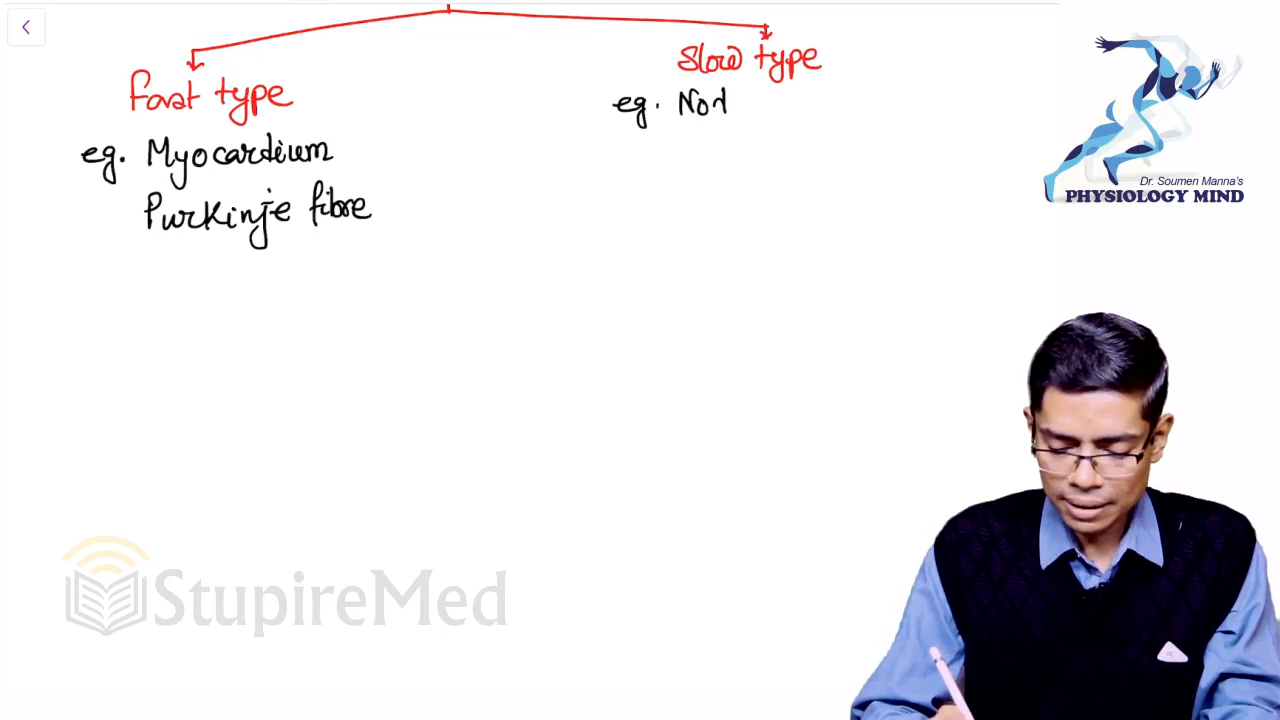 Fast type
Slow type
eg. Myocardium
Purkinje fibre
eg. Nod
Dr. Soumen Manna's
PHYSIOLOGY MIND
StupireMed